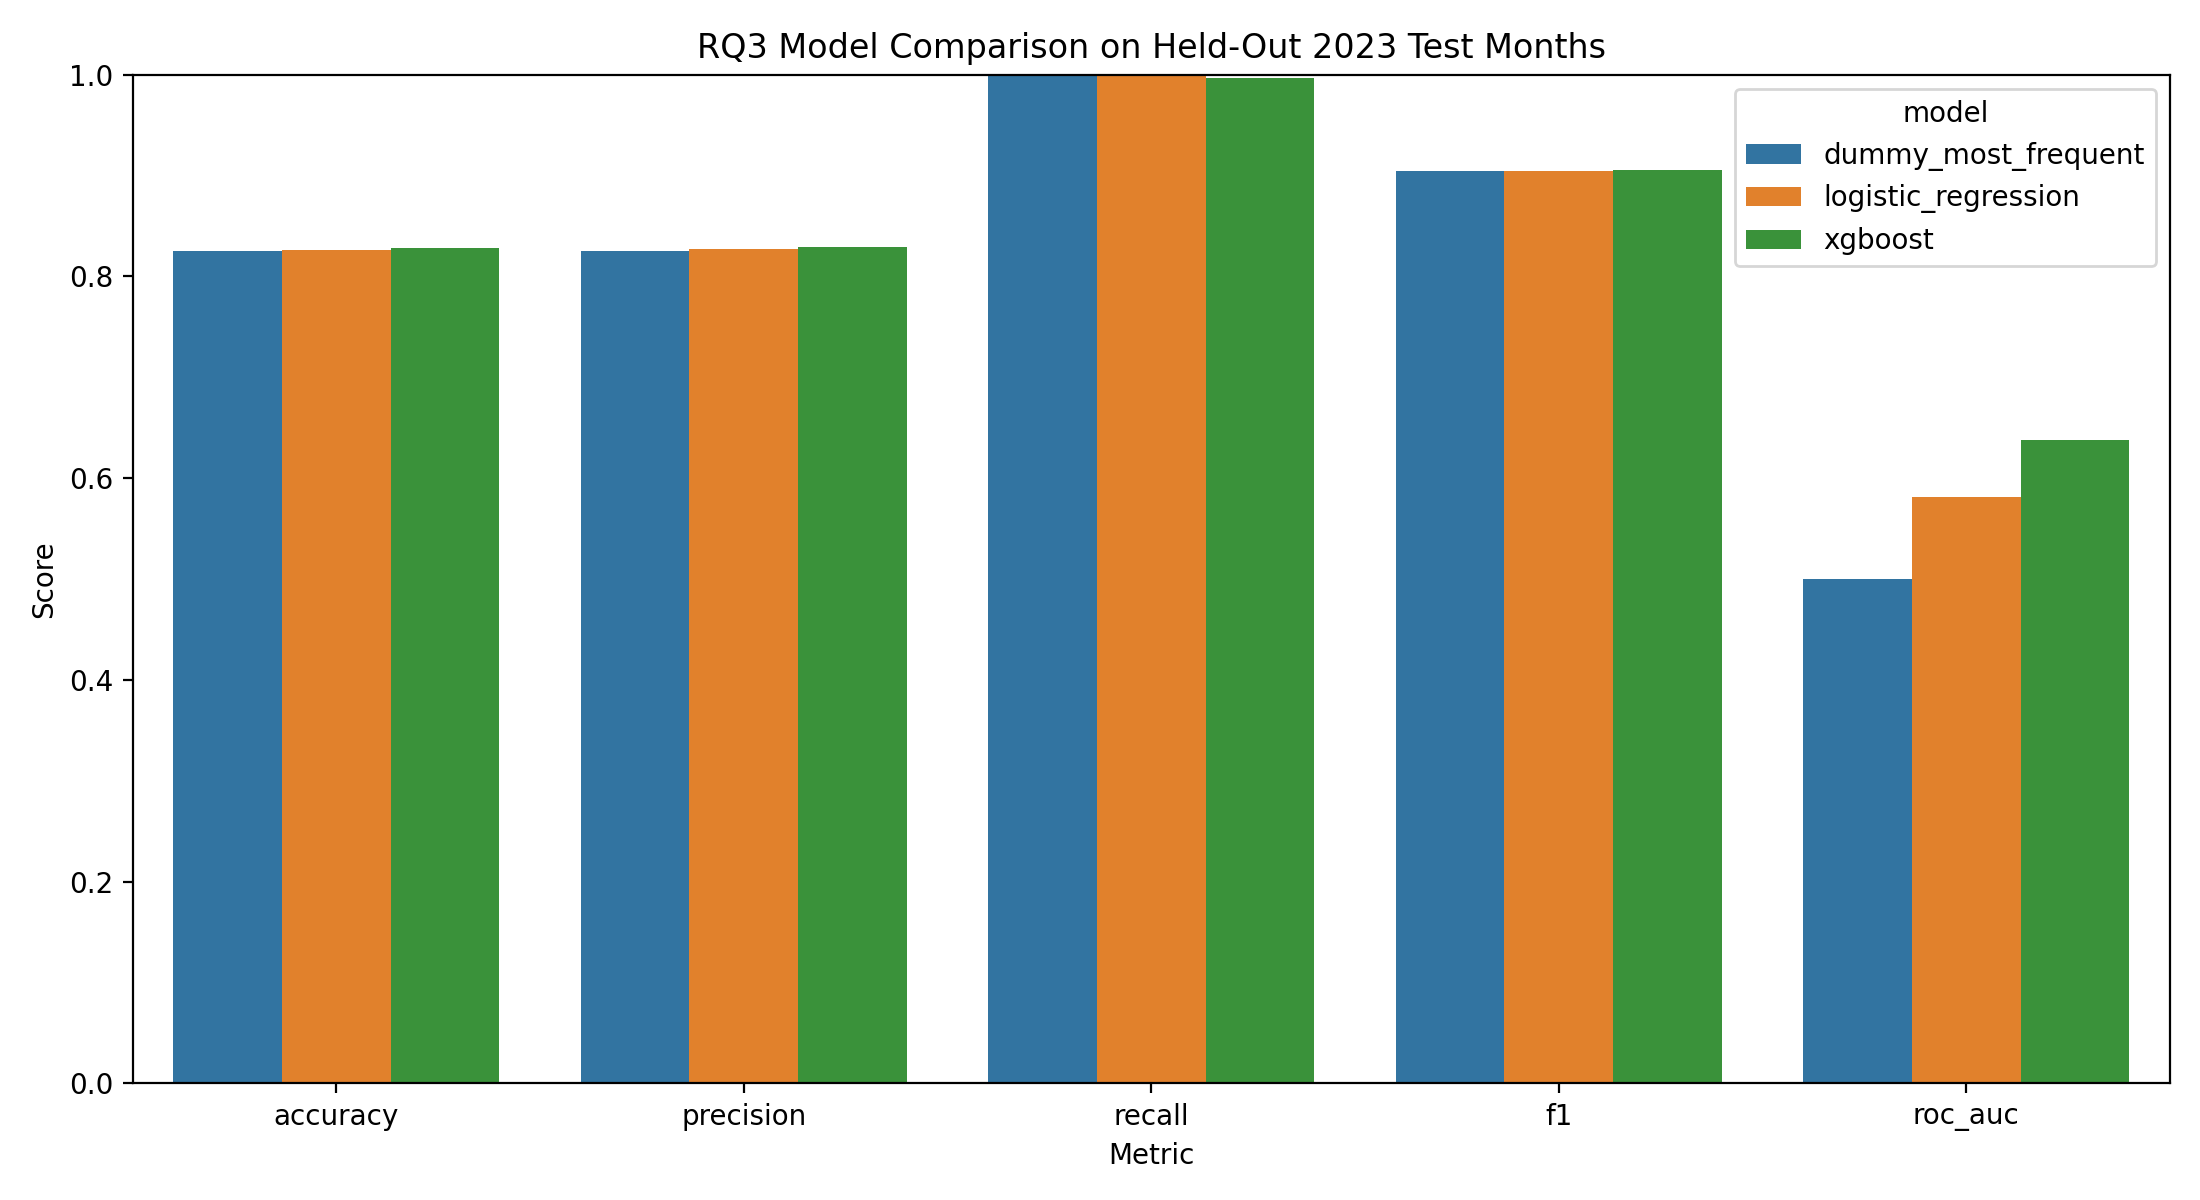 RQ3 Model Comparison on Held-Out 2023 Test Months
1.0
0.8
0.6
0.4
0.2
0.0
Score
model
dummy_most_frequent
logistic_regression
xgboost
accuracy
precision
recall
f1
roc_auc
Metric